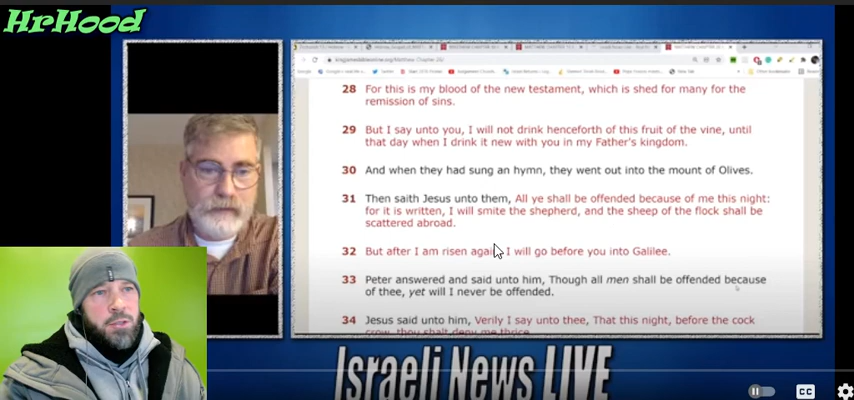 HrHood
28 For this is my blood of the new testament, which is shed for many for the
remission of sins.
29 But I say unto you, I will not drink henceforth of this fruit of the vine, until
that day when I drink it new with you in my Father's kingdom.
30 And when they had sung an hymn, they went out into the mount of Olives.
31 Then saith Jesus unto them, All ye shall be offended because of me this night:
for it is written, I will smite the shepherd, and the sheep of the flock shall be
scattered abroad.
32 But after I am risen again, I will go before you into Galilee.
33 Peter answered and said unto him, Though all men shall be offended because
of thee, yet will I never be offended.
34 Jesus said unto him, Verily I say unto thee, That this night, before the cock
crow, thou shalt deny me thrice.
Israeli News LIVE
CC